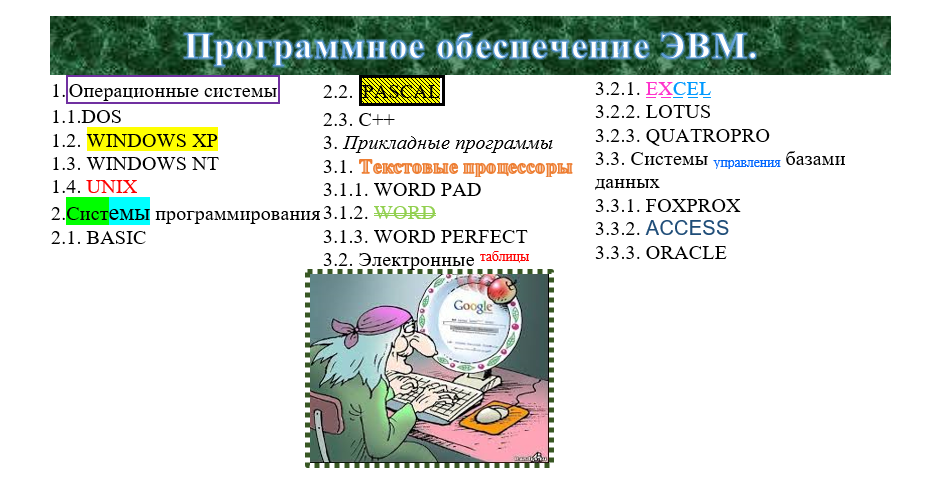 Программное обеспечение ЭВМ.
1.Операционные системы
1.1.DOS
1.2. WINDOWS XP
1.3. WINDOWS NT
1.4. UNIX
2.Системы программирования
2.1. BASIC
2.2. PASCAL
2.3. C++
3. Прикладные программы
3.1. Текстовые процессоры
3.1.1. WORD PAD
3.1.2. WORD
3.1.3. WORD PERFECT
3.2. Электронные таблицы
3.2.1. EXCEL
3.2.2. LOTUS
3.2.3. QUATROPRO
3.3. Системы управления базами
данных
3.3.1. FOXPROX
3.3.2. ACCESS
3.3.3. ORACLE
Google